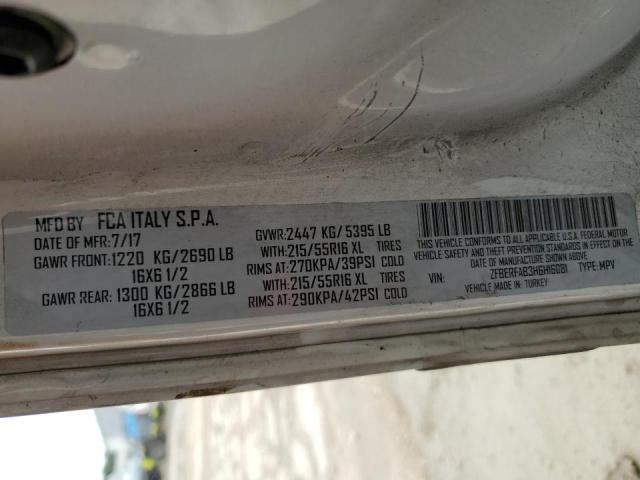 MFD BY FCA ITALY S.P.A.
DATE OF MFR: 7/17
GAWR FRONT: 1220 KG/2690 LB
16X6 1/2
GAWR REAR: 1300 KG/2866 LB
16X6 1/2
GVWR: 2447 KG/5395 LB
WITH: 215/55R16 XL TIRES
RIMS AT: 270KPA/39PSI COLD
WITH: 215/55R16 XL TIRES
RIMS AT: 290KPA/42PSI COLD
THIS VEHICLE CONFORMS TO ALL APPLICABLE U.S.A. FEDERAL MOTOR
VEHICLE SAFETY AND THEFT PREVENTION STANDARDS IN EFFECT ON THE
DATE OF MANUFACTURE SHOWN ABOVE
VIN: ZFBERFAB3H6H16081 TYPE: MPV
VEHICLE MADE IN: TURKEY